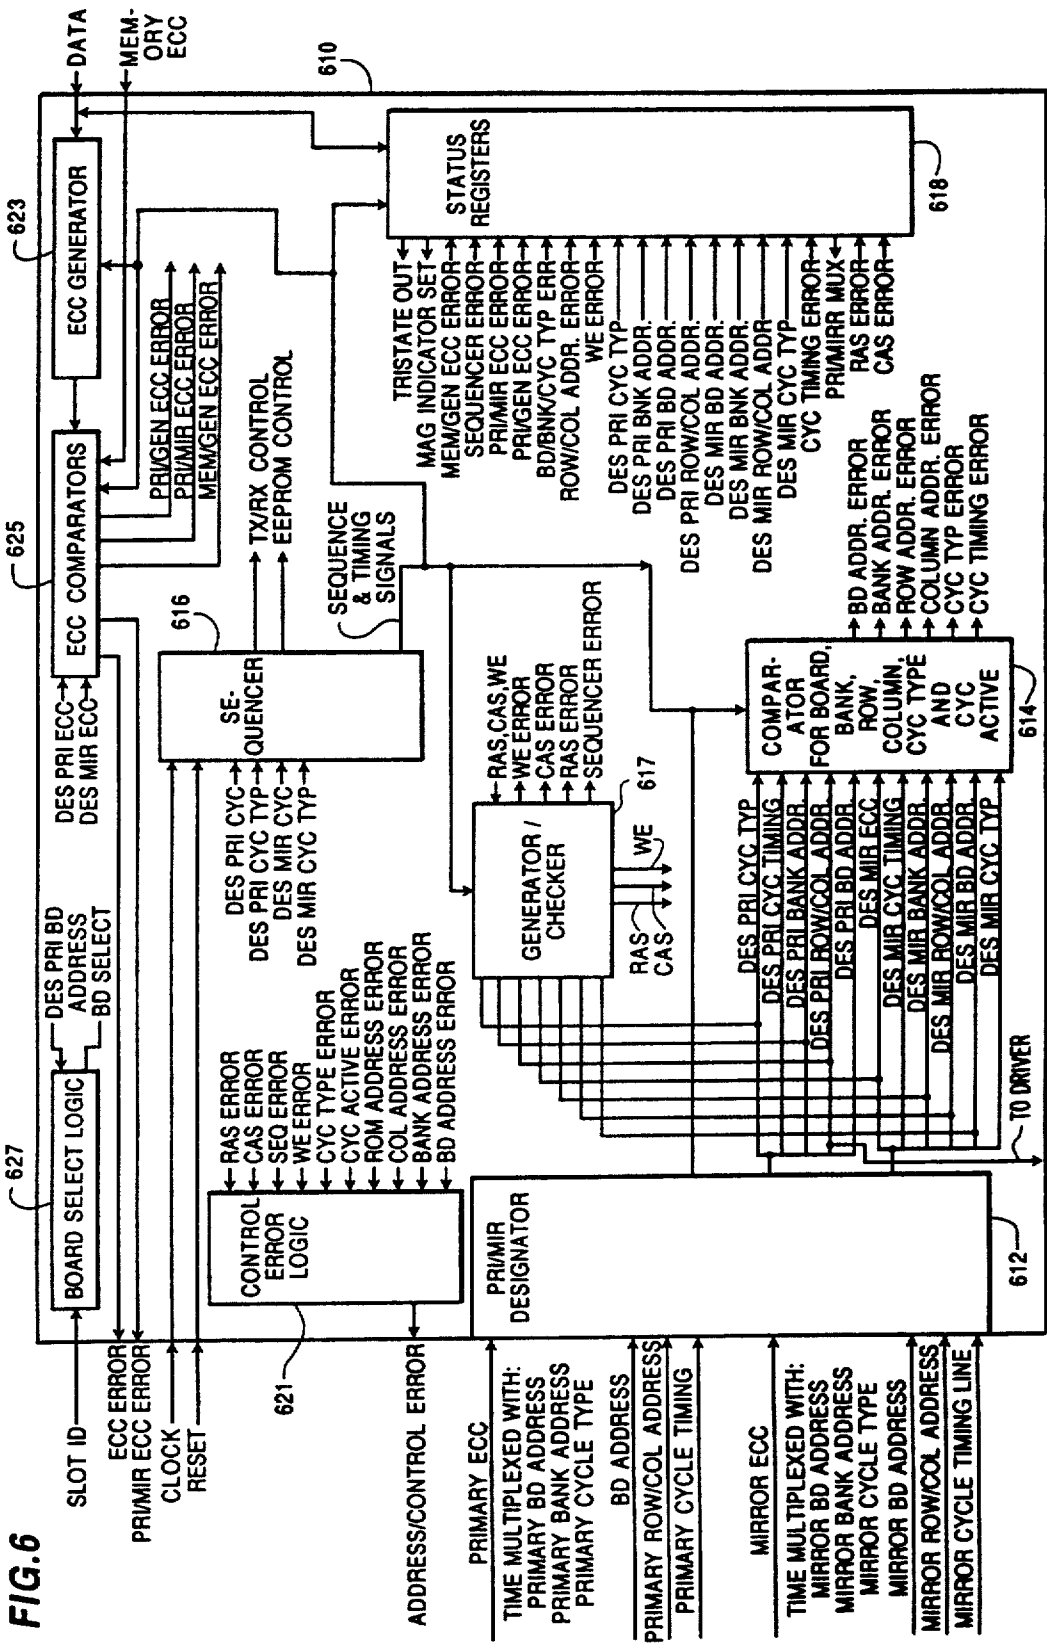 FIG.6
SLOT ID
ECC ERROR
PRI/MIR ECC ERROR
CLOCK
RESET
ADDRESS/CONTROL ERROR
PRIMARY ECC
TIME MULTIPLEXED WITH:
PRIMARY BD ADDRESS
PRIMARY BANK ADDRESS
PRIMARY CYCLE TYPE
BD ADDRESS
PRIMARY ROW/COL ADDRESS
PRIMARY CYCLE TIMING
MIRROR ECC
TIME MULTIPLEXED WITH:
MIRROR BD ADDRESS
MIRROR BANK ADDRESS
MIRROR CYCLE TYPE
MIRROR BD ADDRESS
MIRROR ROW/COL ADDRESS
MIRROR CYCLE TIMING LINE
627
BOARD SELECT LOGIC
DES PRI BD
ADDRESS
BD SELECT
621
CONTROL
ERROR
LOGIC
RAS ERROR
CAS ERROR
SEQ ERROR
WE ERROR
CYC TYPE ERROR
CYC ACTIVE ERROR
ROM ADDRESS ERROR
COL ADDRESS ERROR
BANK ADDRESS ERROR
BD ADDRESS ERROR
PRI/MIR
DESIGNATOR
612
TO DRIVER
625
ECC COMPARATORS
DES PRI ECC
DES MIR ECC
623
ECC GENERATOR
DATA
MEM-
ORY
ECC
610
PRI/GEN ECC ERROR
PRI/MIR ECC ERROR
MEM/GEN ECC ERROR
616
SE-
QUENCER
DES PRI CYC
DES PRI CYC TYP
DES MIR CYC
DES MIR CYC TYP
TX/RX CONTROL
EEPROM CONTROL
SEQUENCE
& TIMING
SIGNALS
GENERATOR /
CHECKER
617
RAS,CAS,WE
WE ERROR
CAS ERROR
RAS ERROR
SEQUENCER ERROR
RAS
CAS
WE
DES PRI CYC TYP
DES PRI CYC TIMING
DES PRI BANK ADDR.
DES PRI ROW/COL ADDR.
DES PRI BD ADDR.
DES MIR ECC
DES MIR CYC TIMING
DES MIR BANK ADDR.
DES MIR ROW/COL ADDR.
DES MIR BD ADDR.
DES MIR CYC TYP
COMPAR-
ATOR
FOR BOARD,
BANK,
ROW,
COLUMN,
CYC TYPE
AND
CYC
ACTIVE
614
BD ADDR. ERROR
BANK ADDR. ERROR
ROW ADDR. ERROR
COLUMN ADDR. ERROR
CYC TYP ERROR
CYC TIMING ERROR
STATUS
REGISTERS
618
TRISTATE OUT
MAG INDICATOR SET
MEM/GEN ECC ERROR
SEQUENCER ERROR
PRI/MIR ECC ERROR
PRI/GEN ECC ERROR
BD/BNK/CYC TYP ERR
ROW/COL ADDR. ERROR
WE ERROR
DES PRI CYC TYP
DES PRI BNK ADDR.
DES PRI BD ADDR.
DES PRI ROW/COL ADDR.
DES MIR BD ADDR.
DES MIR BNK ADDR.
DES MIR ROW/COL ADDR
DES MIR CYC TYP
CYC TIMING ERROR
PRI/MIRR MUX
RAS ERROR
CAS ERROR